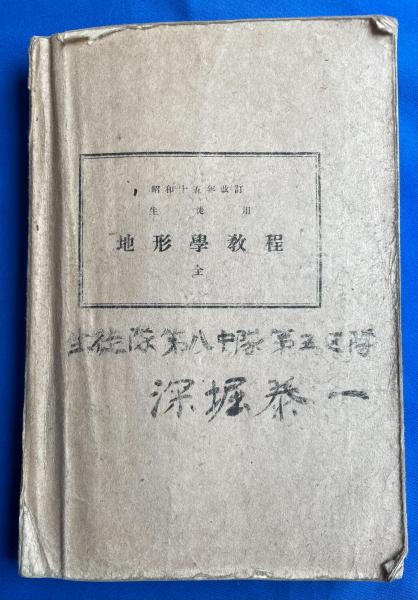 昭和十五年改訂
生徒用
地形學教程
全
生徒隊第八中隊第五区隊
深堀泰一